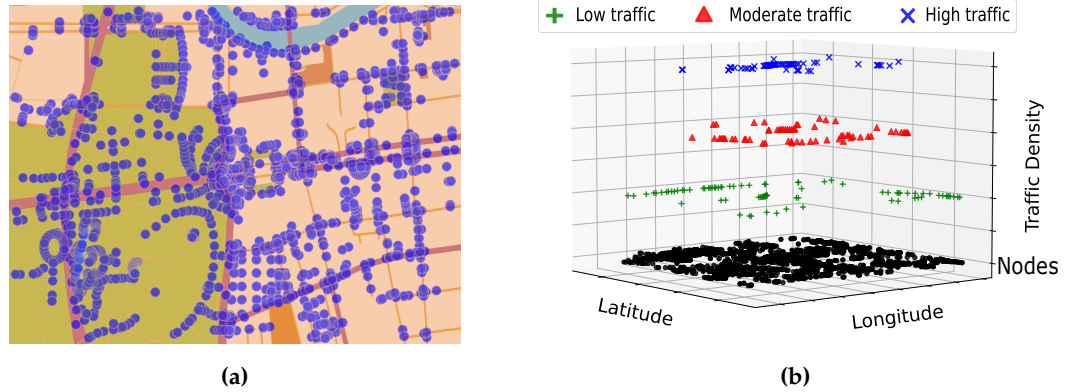 Low traffic Moderate traffic High traffic
Traffic Density
Nodes
Latitude
Longitude
(a)
(b)